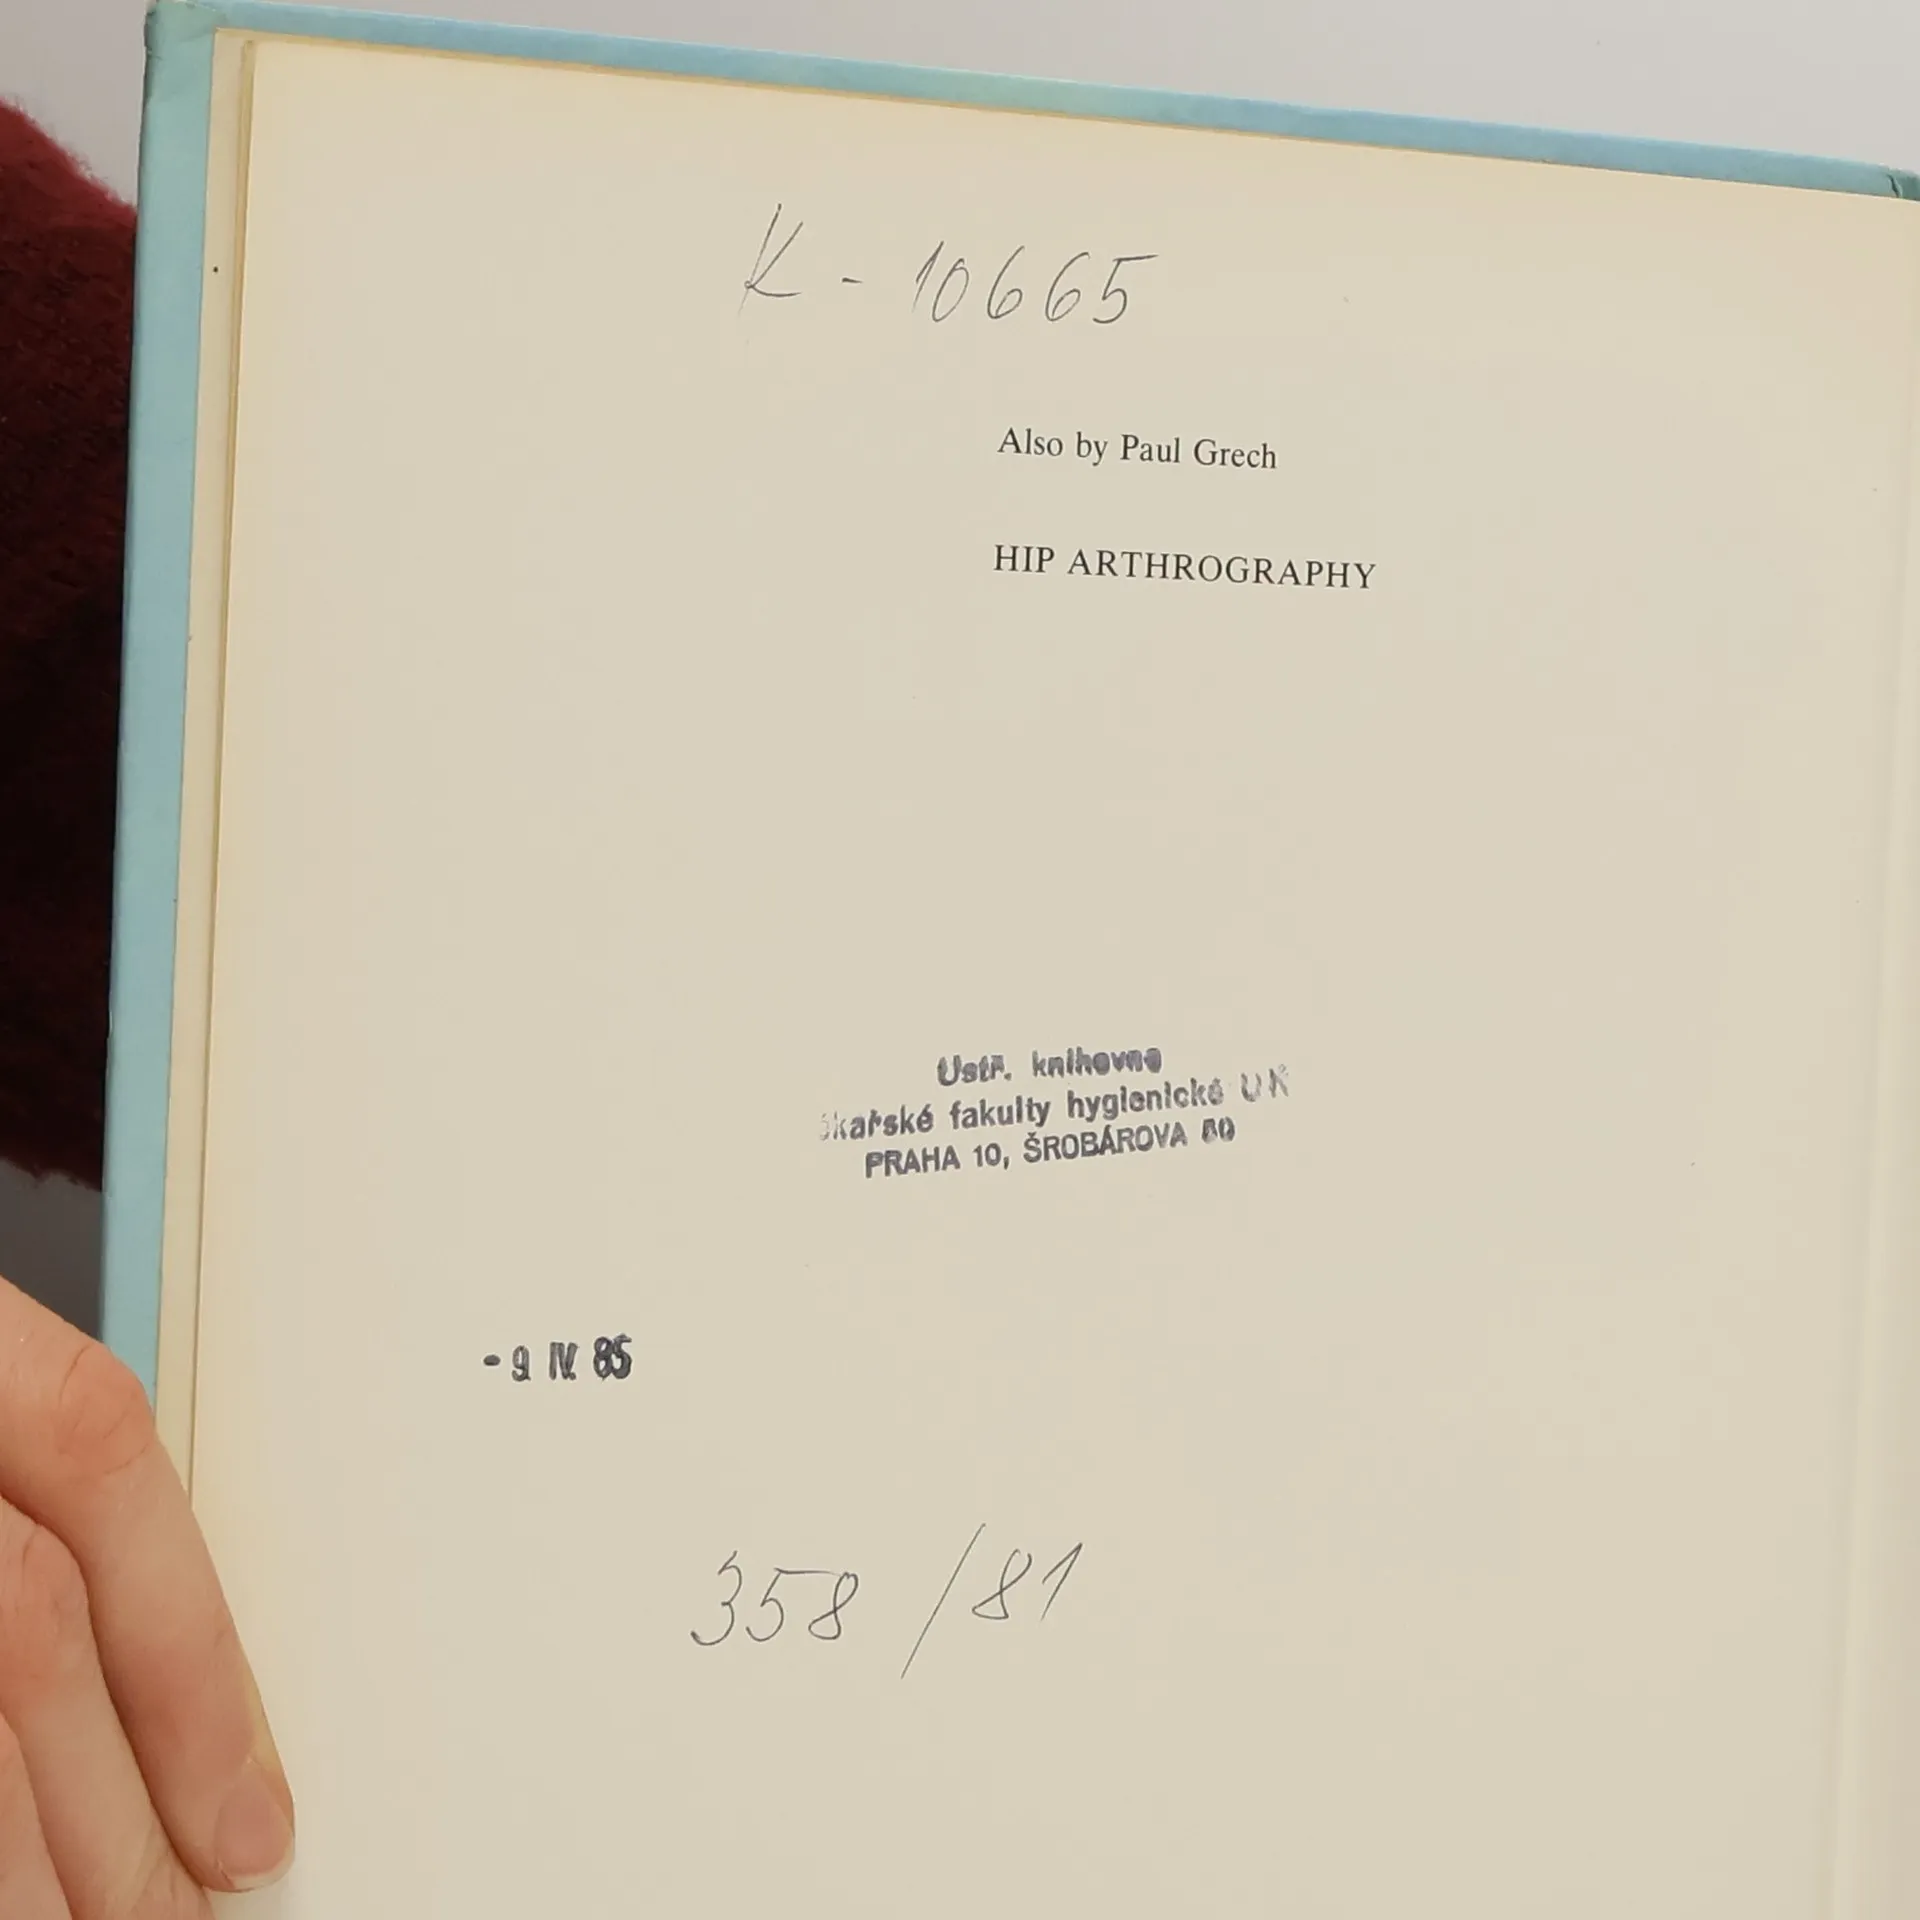 K - 10665
Also by Paul Grech
HIP ARTHROGRAPHY
Ústř. knihovna
kařské fakulty hygienické UK
PRAHA 10, ŠROBÁROVA
- 9. IV. 85
358 / 81